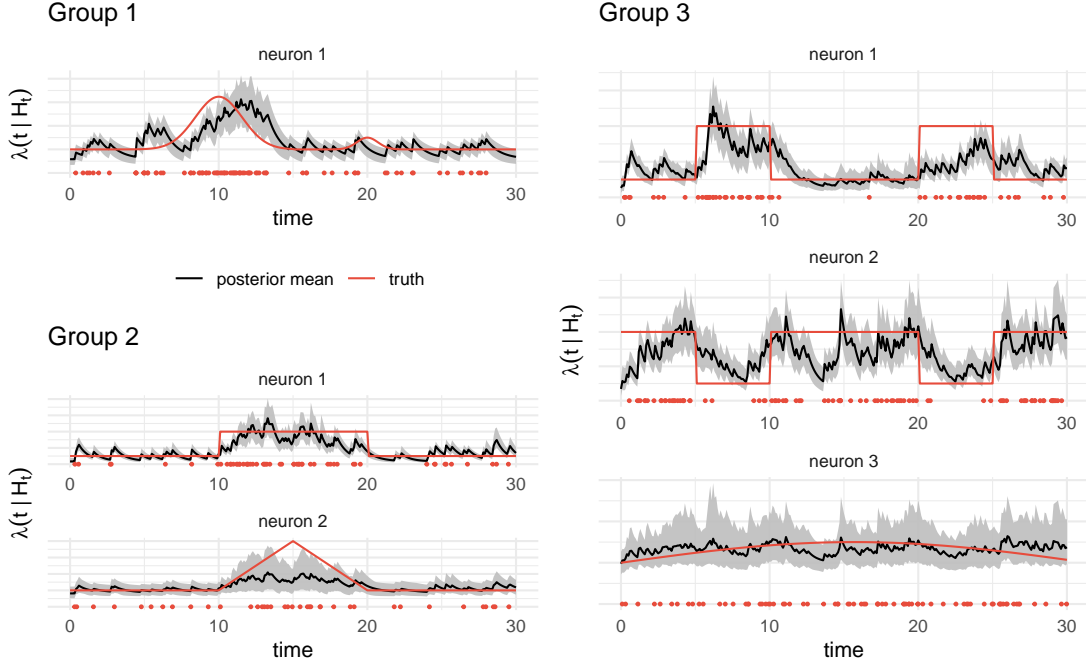 Group 1
neuron 1
λ(t | Hₜ)
0 10 20 30
time
posterior mean truth
Group 2
neuron 1
0 10 20 30
λ(t | Hₜ)
neuron 2
0 10 20 30
time
Group 3
neuron 1
0 10 20 30
neuron 2
λ(t | Hₜ)
0 10 20 30
neuron 3
0 10 20 30
time